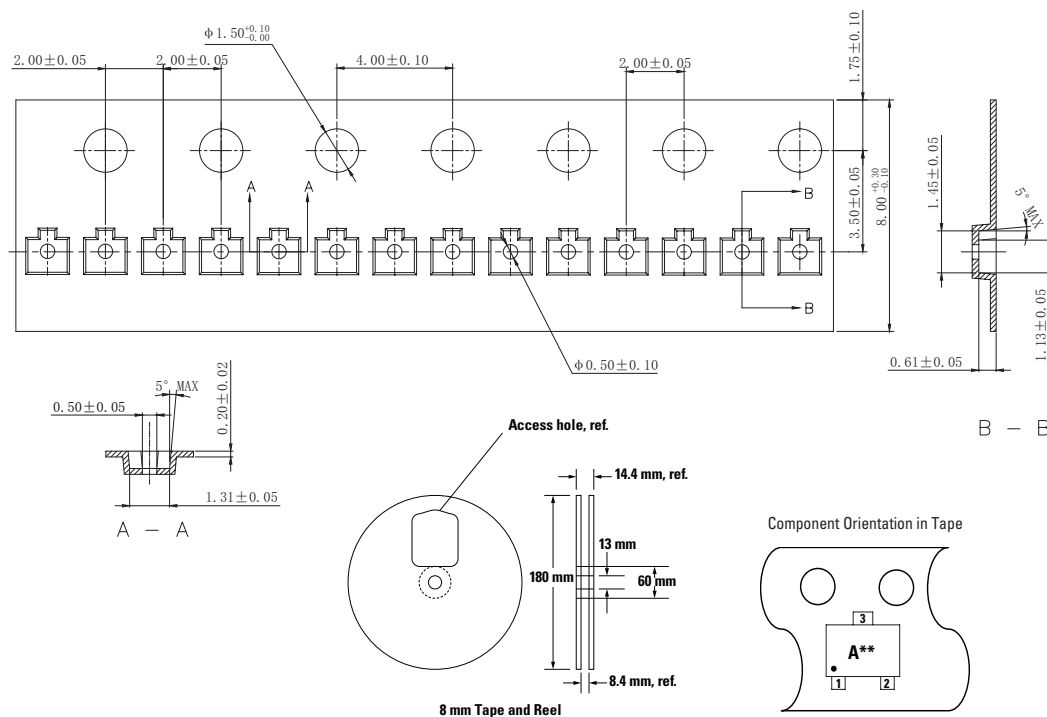 φ1.50 +0.10 -0.00
2.00±0.05
2.00±0.05
4.00±0.10
2.00±0.05
1.75±0.10
A
A
B
B
3.50±0.05
8.00 +0.30 -0.10
1.45±0.05
5° MAX
1.13±0.05
0.61±0.05
φ0.50±0.10
B - B
5° MAX
0.50±0.05
0.20±0.02
1.31±0.05
A - A
Access hole, ref.
14.4 mm, ref.
13 mm
180 mm
60 mm
8.4 mm, ref.
8 mm Tape and Reel
Component Orientation in Tape
3
A**
1
2